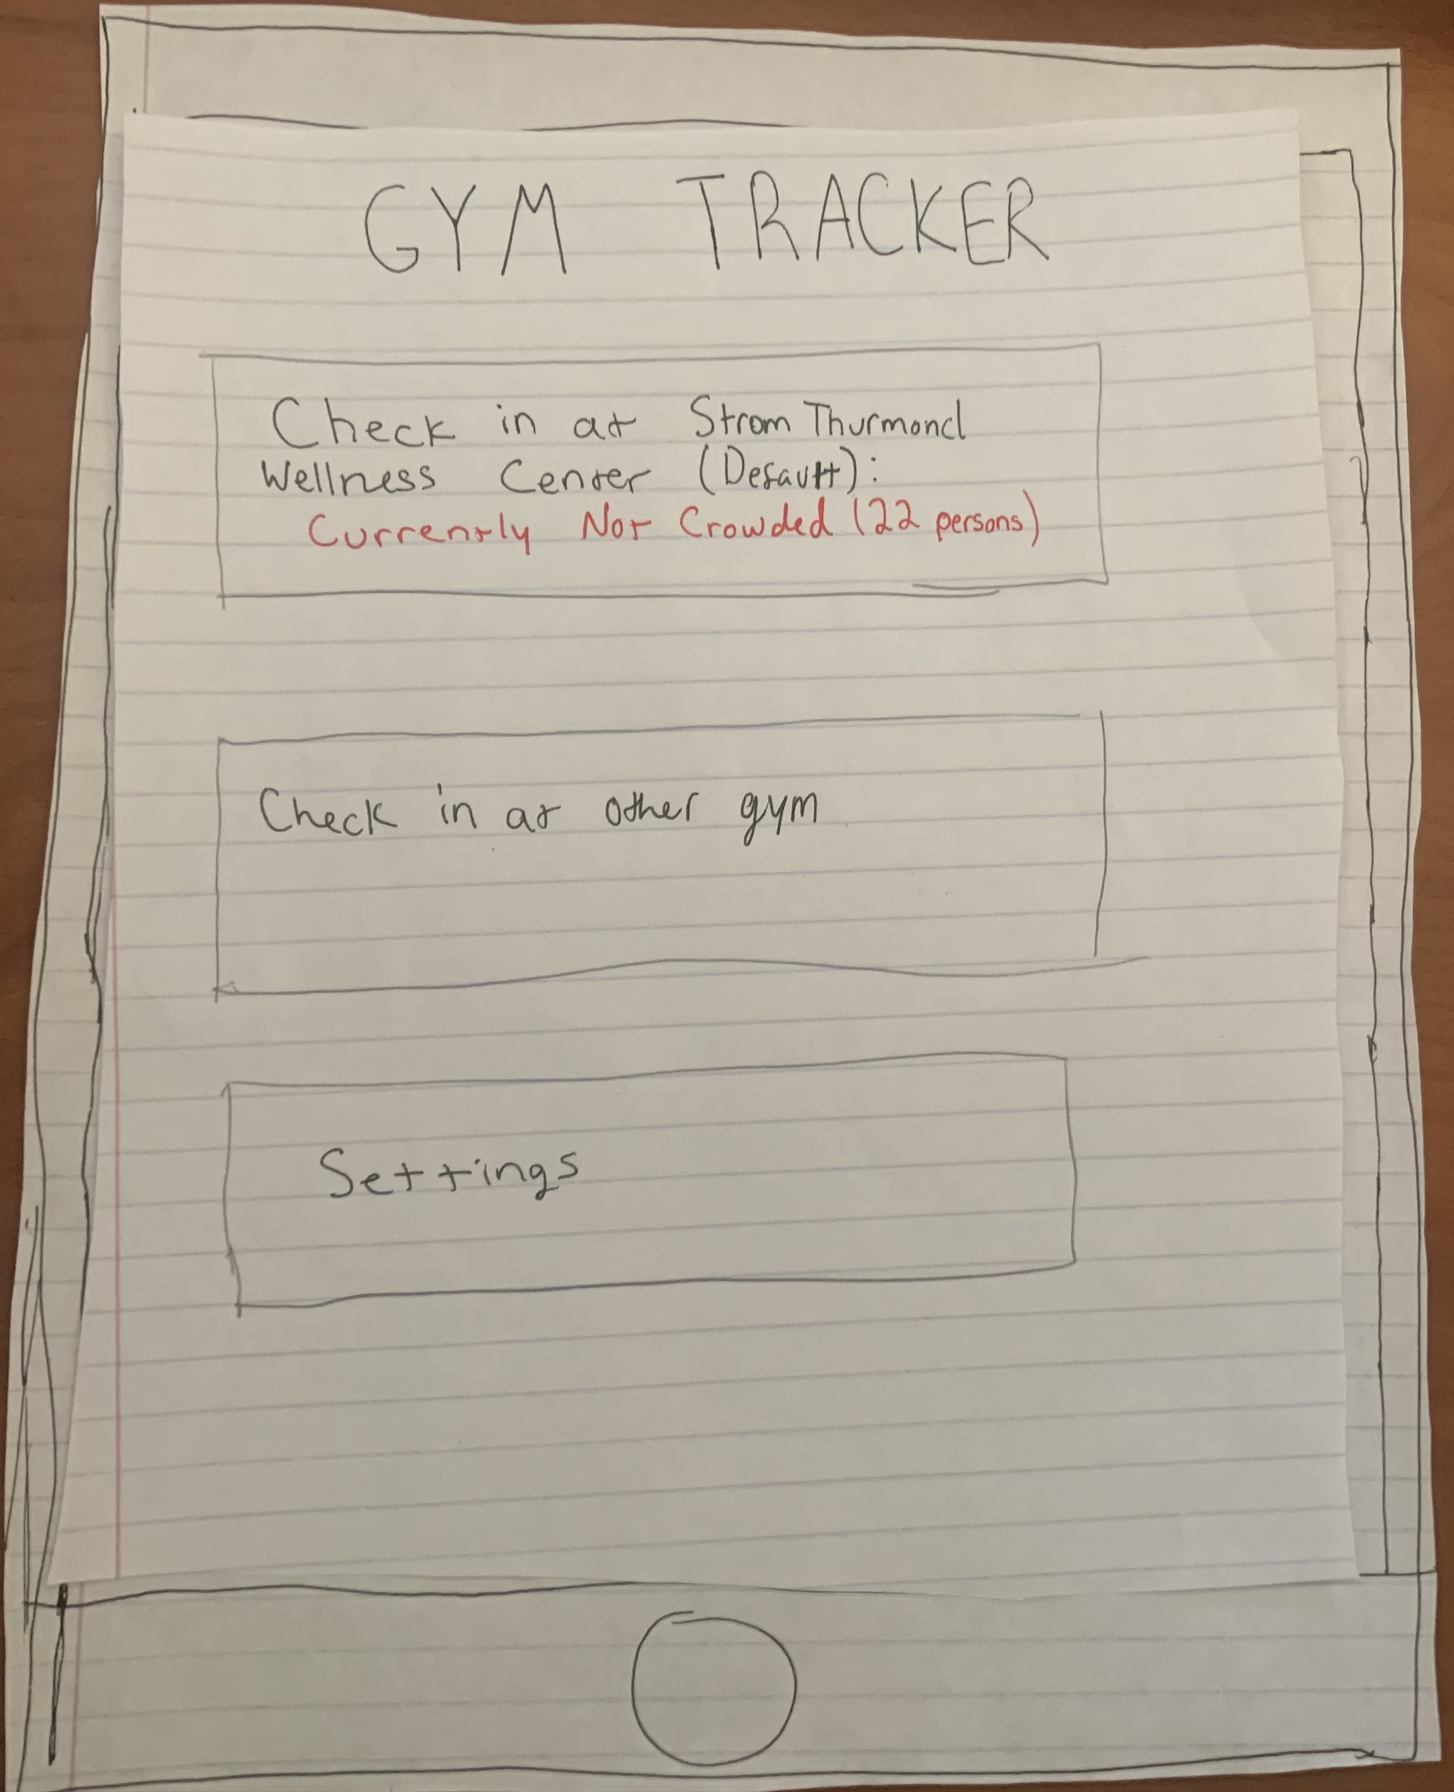 GYM TRACKER
Check in at Strom Thurmond
Wellness Center (Default):
Currently Not Crowded (22 persons)
Check in at other gym
Settings